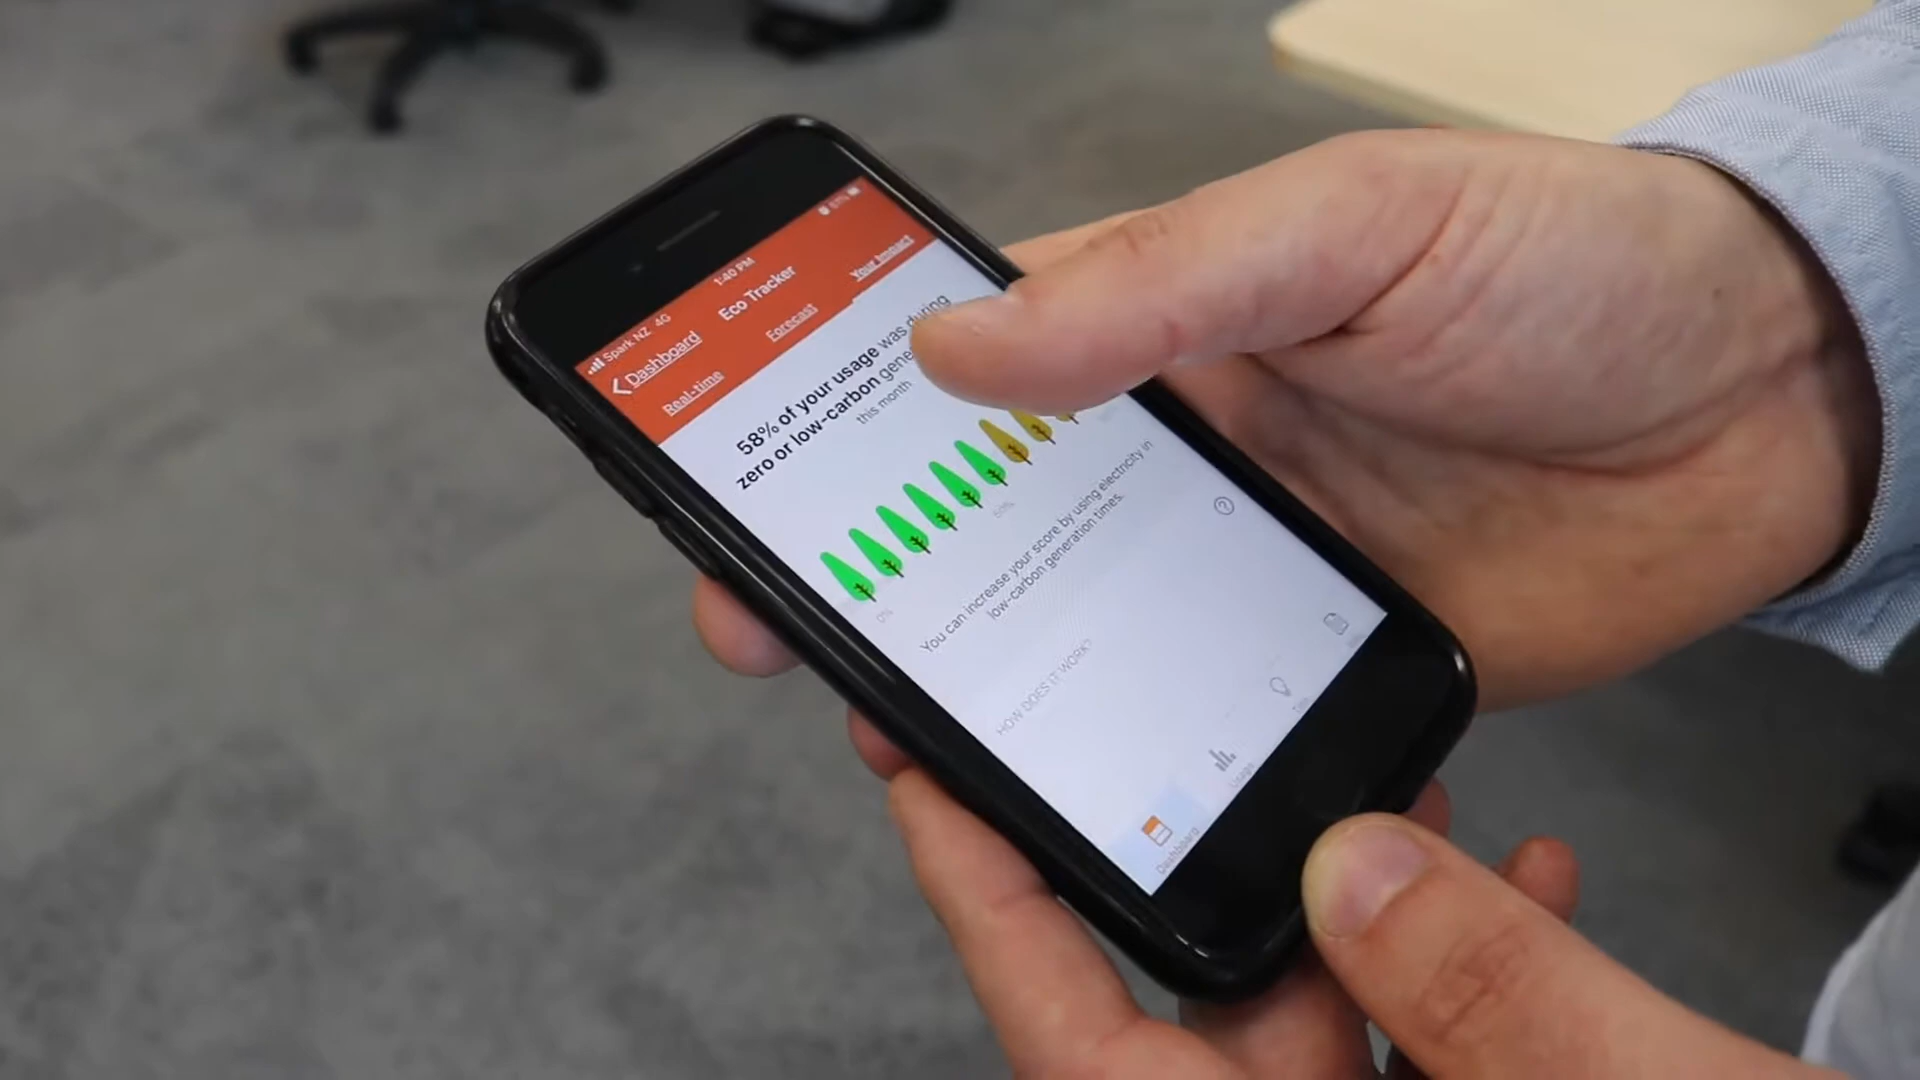 Spark NZ 4G
1:40 PM
Dashboard
Eco Tracker
Real-time
Forecast
Your Impact
58% of your usage was during
zero or low-carbon gene
this month
0%
50%
You can increase your score by using electricity in
low-carbon generation times.
HOW DOES IT WORK?
Dashboard
Usage